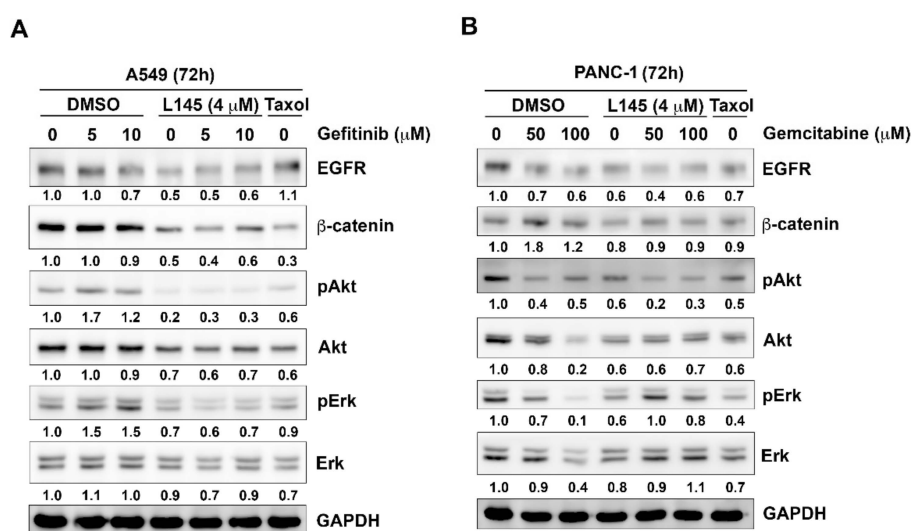 A
A549 (72h)
DMSO L145 (4 μM) Taxol
0 5 10 0 5 10 0 Gefitinib (μM)
EGFR
1.0 1.0 0.7 0.5 0.5 0.6 1.1
β-catenin
1.0 1.0 0.9 0.5 0.4 0.6 0.3
pAkt
1.0 1.7 1.2 0.2 0.3 0.3 0.6
Akt
1.0 1.0 0.9 0.7 0.6 0.7 0.6
pErk
1.0 1.5 1.5 0.7 0.6 0.7 0.9
Erk
1.0 1.1 1.0 0.9 0.7 0.9 0.7
GAPDH
B
PANC-1 (72h)
DMSO L145 (4 μM) Taxol
0 50 100 0 50 100 0 Gemcitabine (μM)
EGFR
1.0 0.7 0.6 0.6 0.4 0.6 0.7
β-catenin
1.0 1.8 1.2 0.8 0.9 0.9 0.9
pAkt
1.0 0.4 0.5 0.6 0.2 0.3 0.5
Akt
1.0 0.8 0.2 0.6 0.6 0.7 0.6
pErk
1.0 0.7 0.1 0.6 1.0 0.8 0.4
Erk
1.0 0.9 0.4 0.8 0.9 1.1 0.7
GAPDH